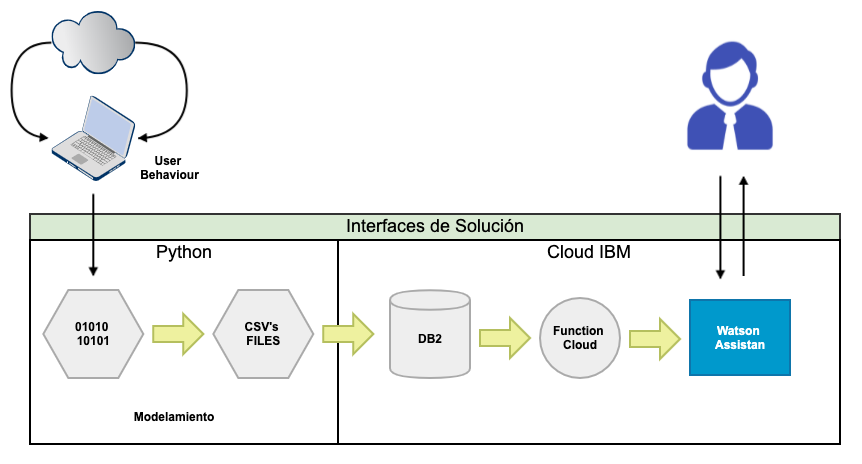 User
Behaviour
Interfaces de Solución
Python
Cloud IBM
01010
10101
CSV's
FILES
DB2
Function
Cloud
Watson
Assistan
Modelamiento